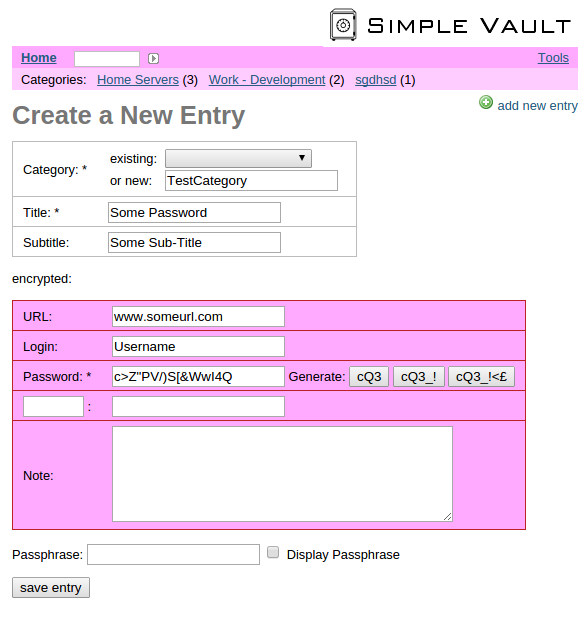 SIMPLE VAULT
Home Tools
Categories: Home Servers (3) Work - Development (2) sgdhsd (1)
add new entry
Create a New Entry
Category: * existing:
or new: TestCategory
Title: * Some Password
Subtitle: Some Sub-Title
encrypted:
URL: www.someurl.com
Login: Username
Password: * c>Z"PV/)S[&WwI4Q Generate: cQ3 cQ3_! cQ3_!<£
:
Note:
Passphrase: Display Passphrase
save entry